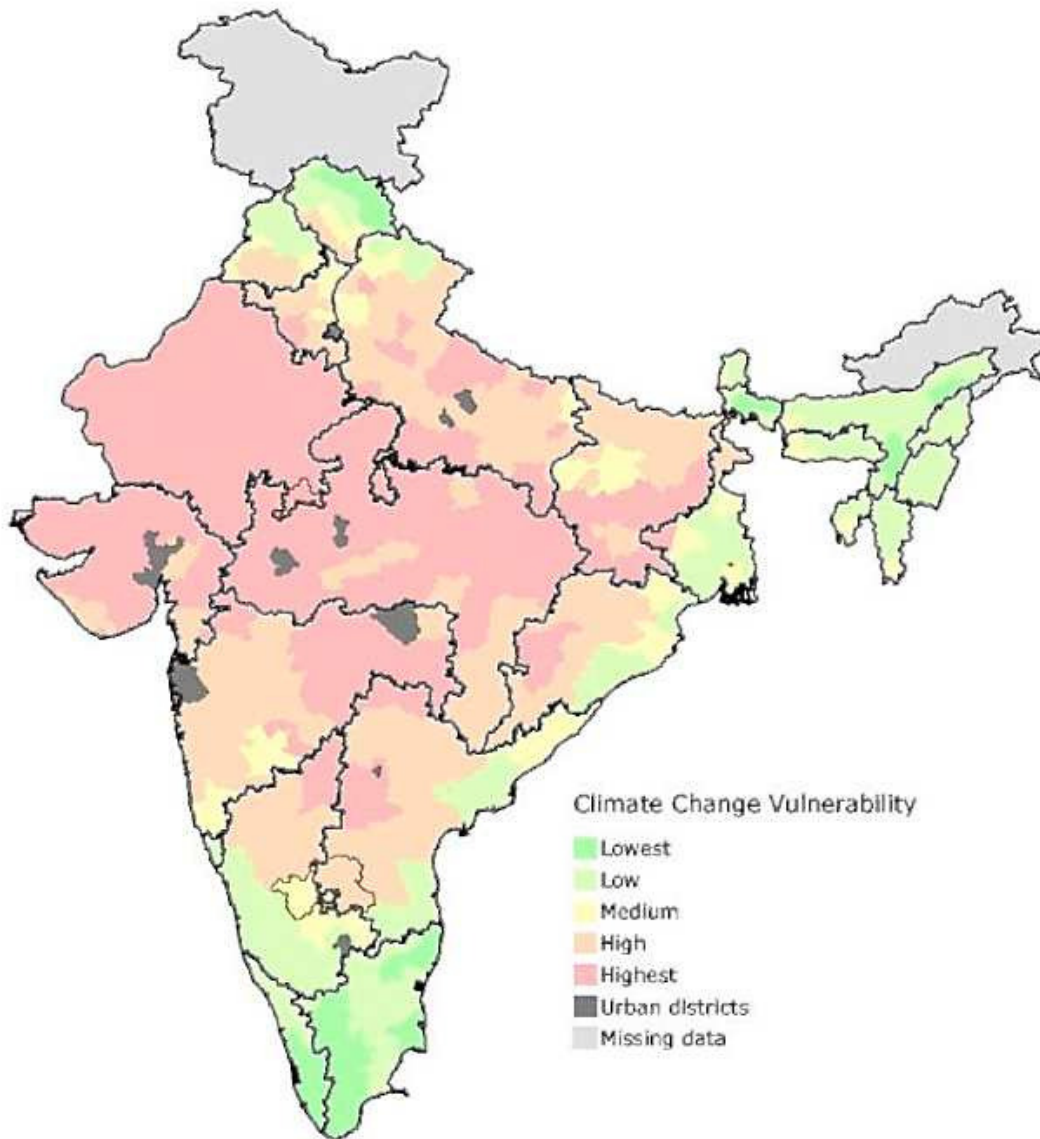 Climate Change Vulnerability
Lowest
Low
Medium
High
Highest
Urban districts
Missing data